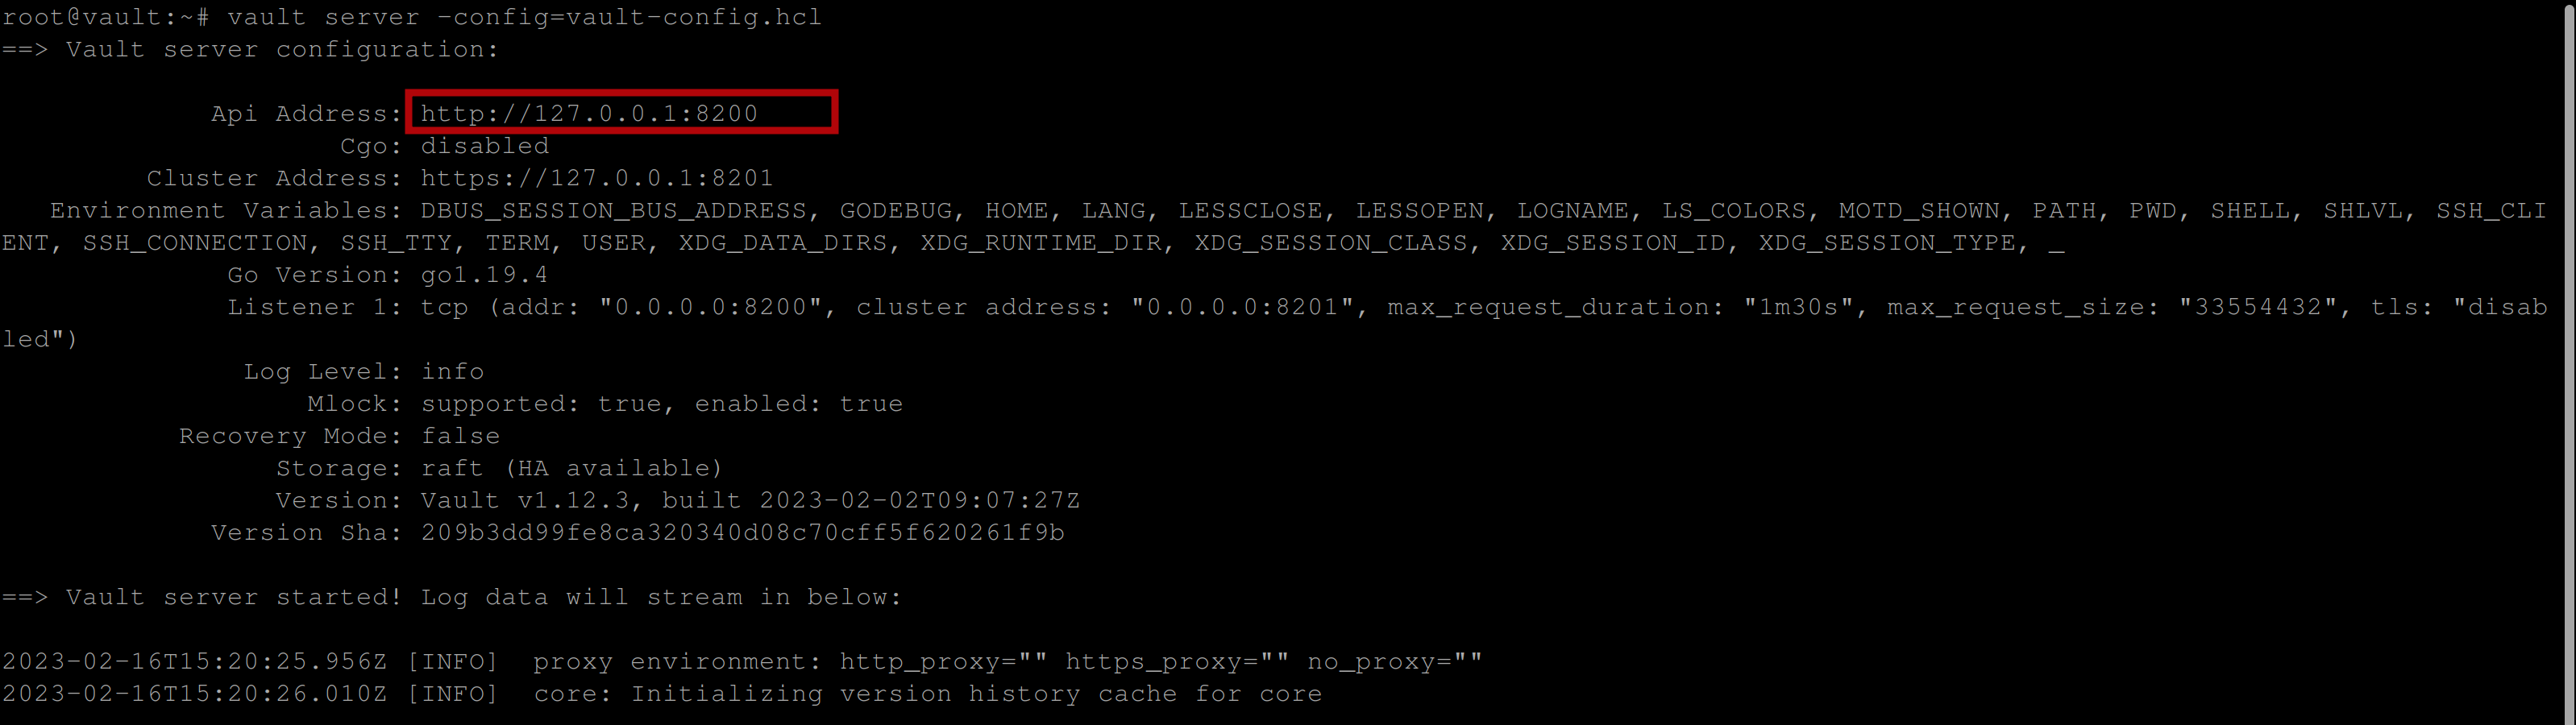 root@vault:~# vault server -config=vault-config.hcl
==> Vault server configuration:
Api Address: http://127.0.0.1:8200
Cgo: disabled
Cluster Address: https://127.0.0.1:8201
Environment Variables: DBUS_SESSION_BUS_ADDRESS, GODEBUG, HOME, LANG, LESSCLOSE, LESSOPEN, LOGNAME, LS_COLORS, MOTD_SHOWN, PATH, PWD, SHELL, SHLVL, SSH_CLI
ENT, SSH_CONNECTION, SSH_TTY, TERM, USER, XDG_DATA_DIRS, XDG_RUNTIME_DIR, XDG_SESSION_CLASS, XDG_SESSION_ID, XDG_SESSION_TYPE, _
Go Version: go1.19.4
Listener 1: tcp (addr: "0.0.0.0:8200", cluster address: "0.0.0.0:8201", max_request_duration: "1m30s", max_request_size: "33554432", tls: "disab
led")
Log Level: info
Mlock: supported: true, enabled: true
Recovery Mode: false
Storage: raft (HA available)
Version: Vault v1.12.3, built 2023-02-02T09:07:27Z
Version Sha: 209b3dd99fe8ca320340d08c70cff5f620261f9b
==> Vault server started! Log data will stream in below:
2023-02-16T15:20:25.956Z [INFO]  proxy environment: http_proxy="" https_proxy="" no_proxy=""
2023-02-16T15:20:26.010Z [INFO]  core: Initializing version history cache for core